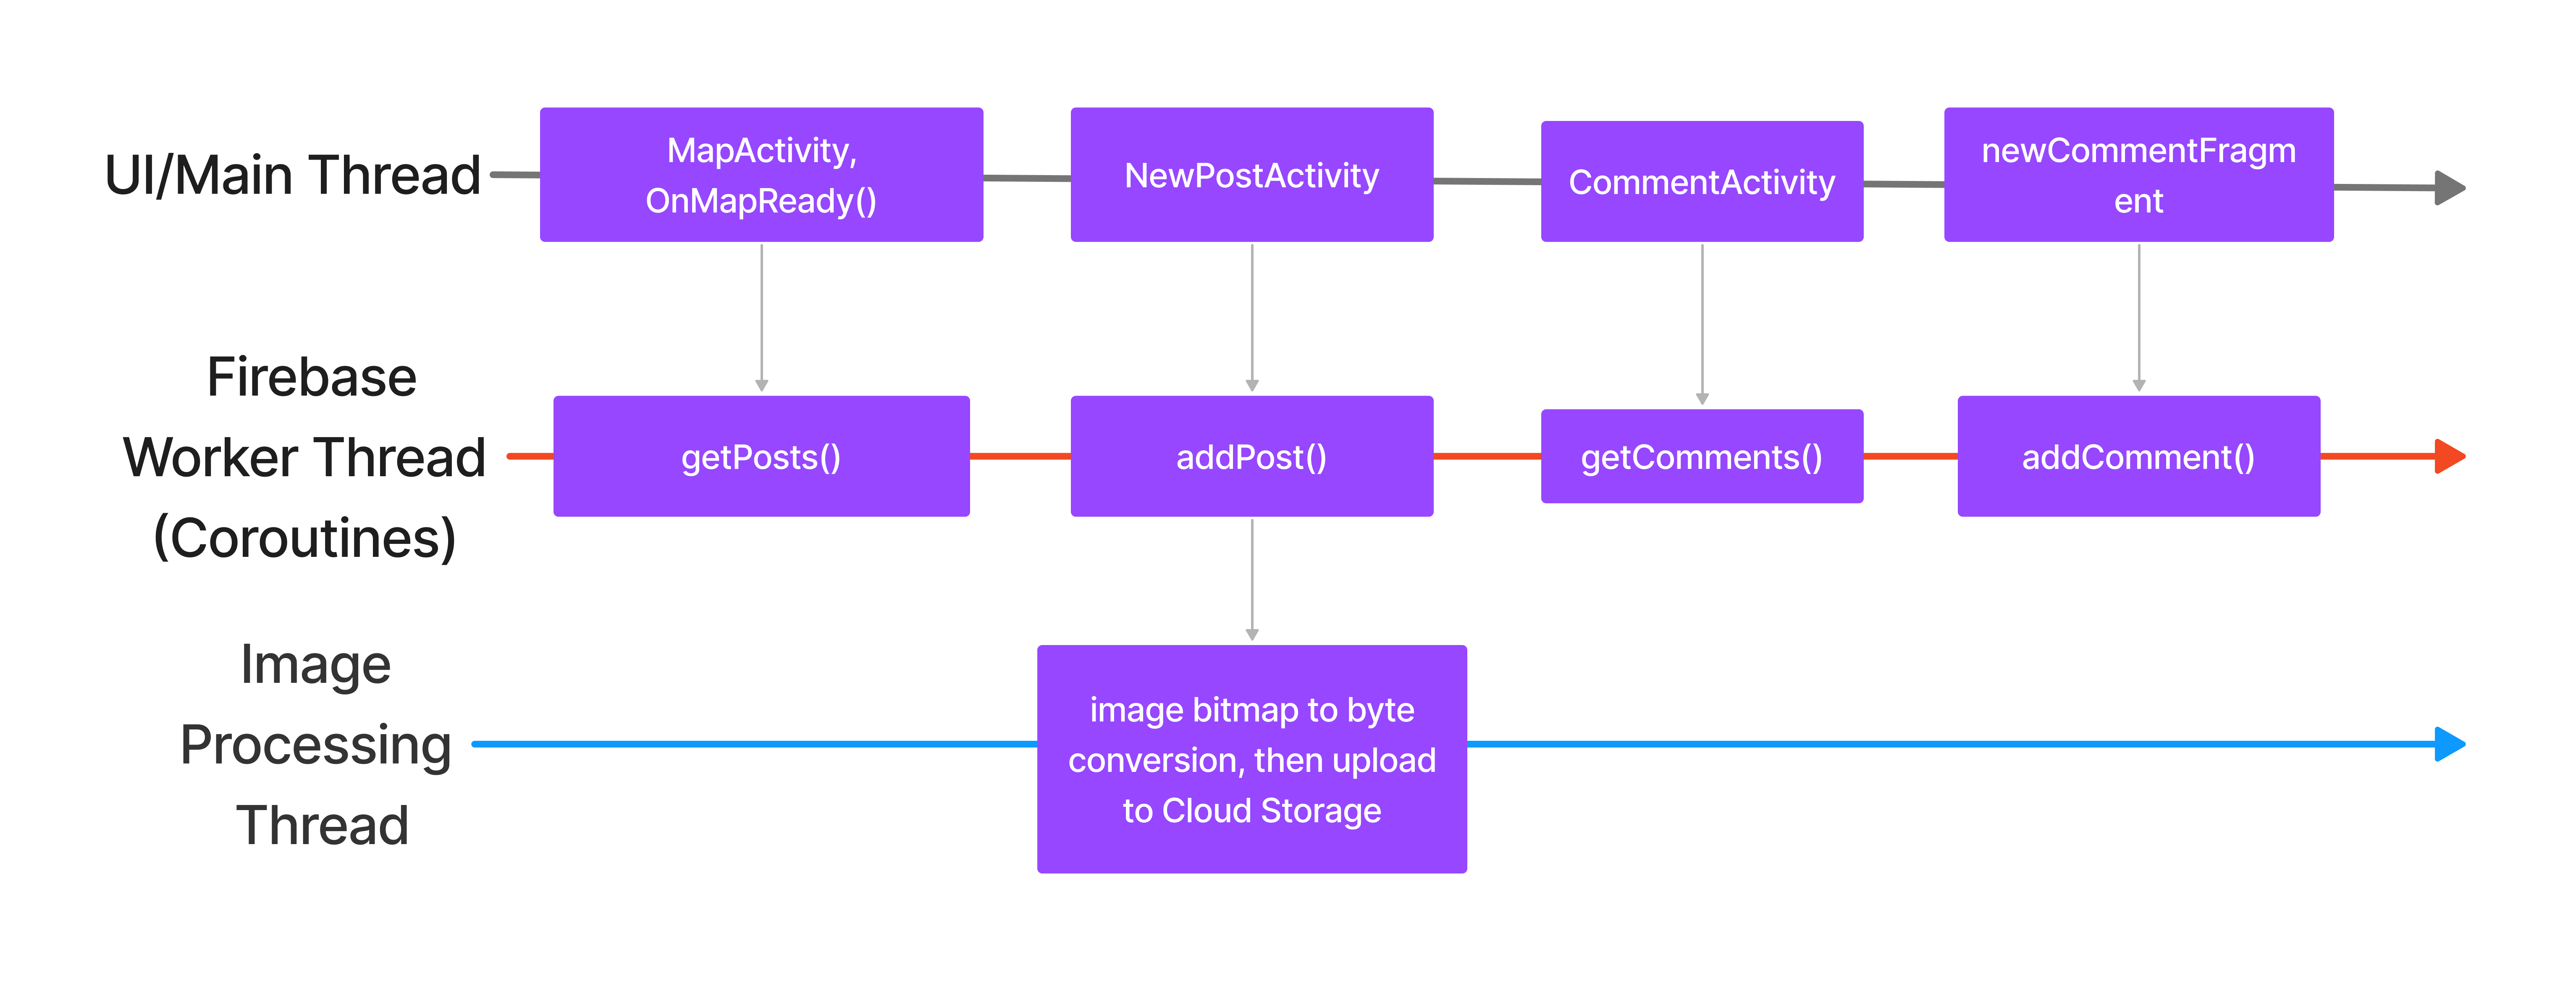 UI/Main Thread
MapActivity,
OnMapReady()
NewPostActivity
CommentActivity
newCommentFragm
ent
Firebase
Worker Thread
(Coroutines)
getPosts()
addPost()
getComments()
addComment()
Image
Processing
Thread
image bitmap to byte
conversion, then upload
to Cloud Storage